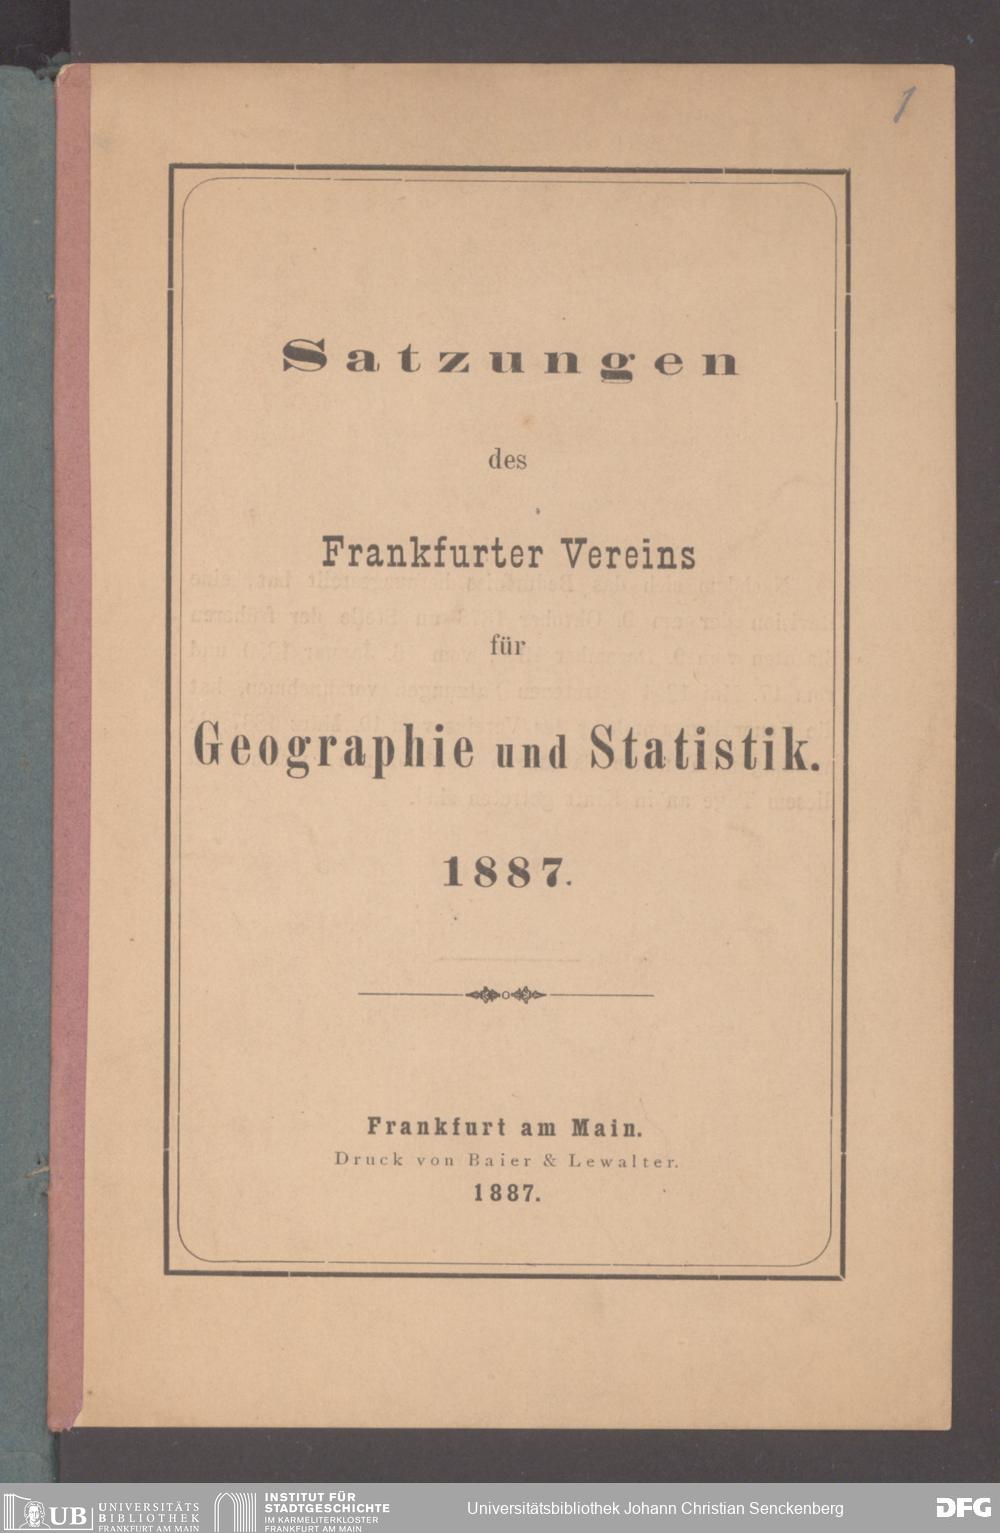 1
Satzungen
des
Frankfurter Vereins
für
Geographie und Statistik.
1887.
Frankfurt am Main.
Druck von Baier & Lewalter.
1887.
UB
UNIVERSITÄTS
BIBLIOTHEK
FRANKFURT AM MAIN
INSTITUT FÜR
STADTGESCHICHTE
IM KARMELITERKLOSTER
FRANKFURT AM MAIN
Universitätsbibliothek Johann Christian Senckenberg
DFG